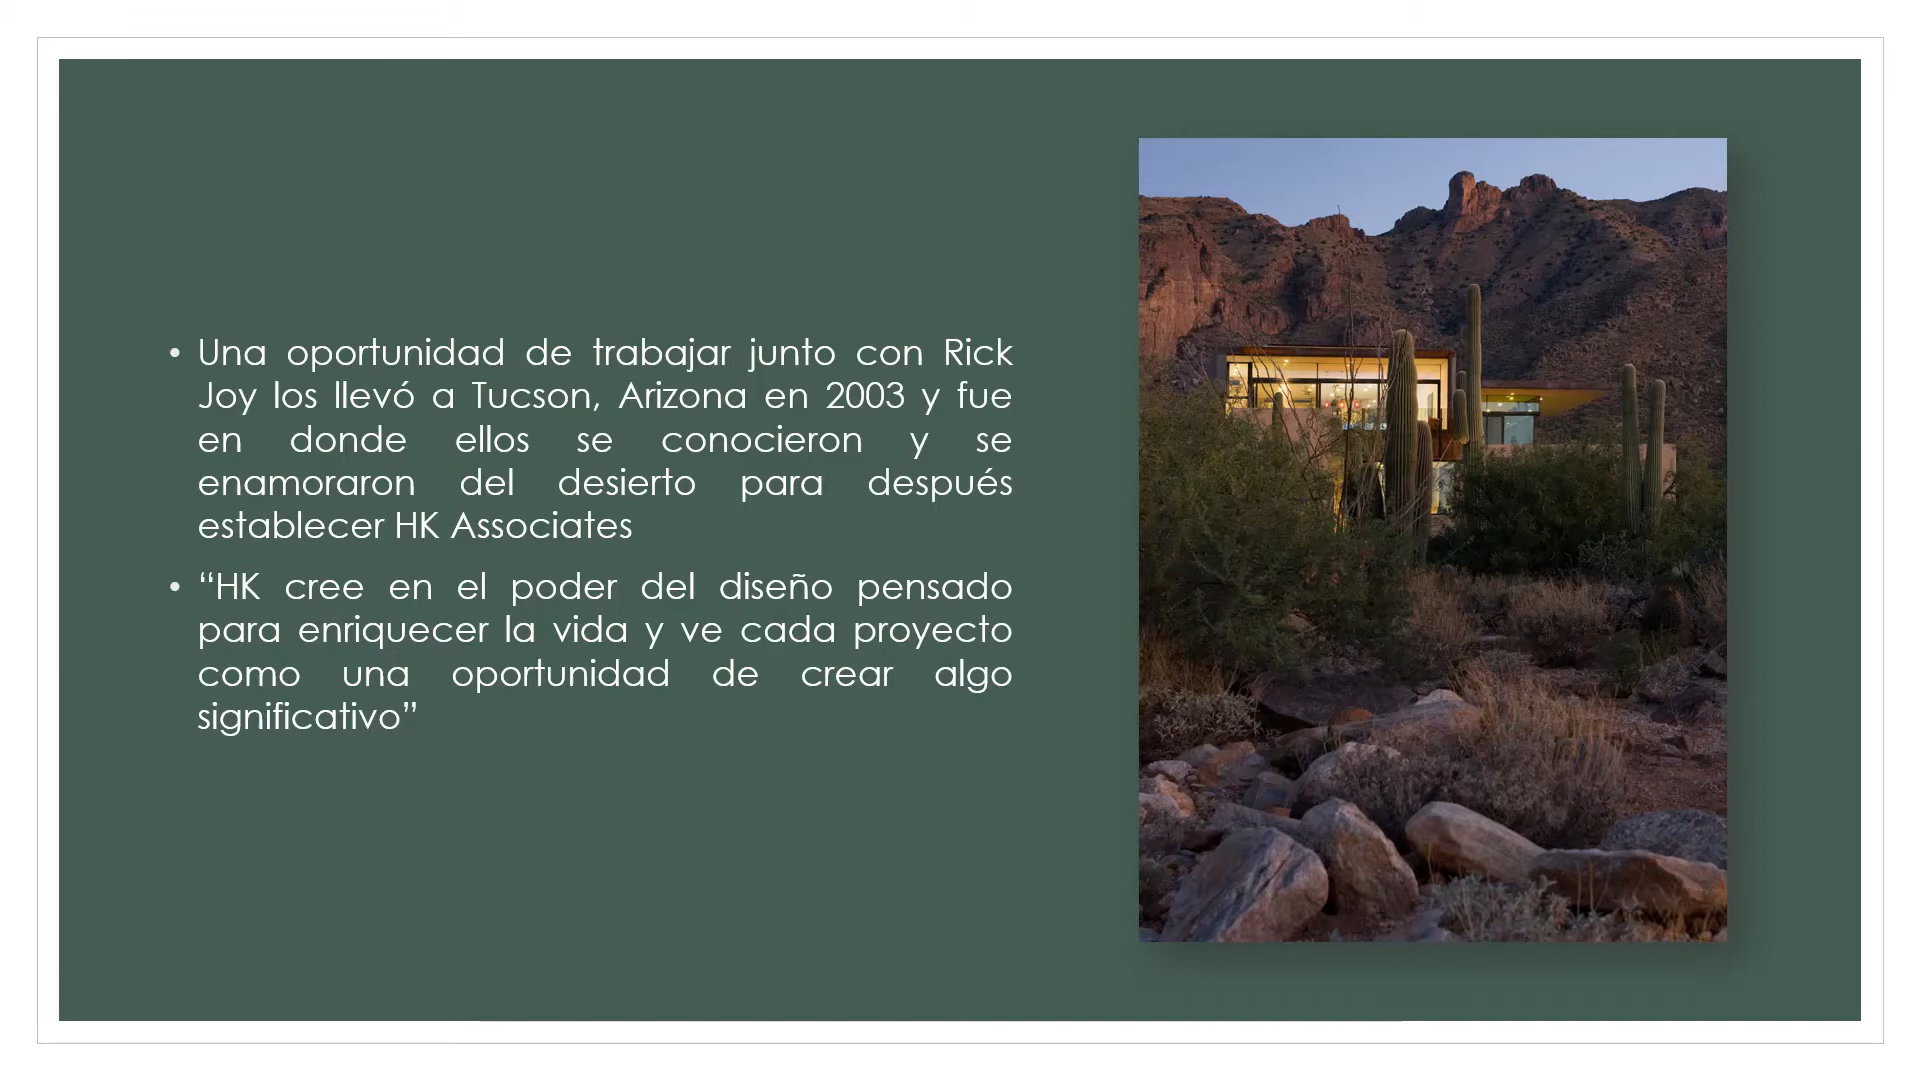 • Una oportunidad de trabajar junto con Rick
Joy los llevó a Tucson, Arizona en 2003 y fue
en donde ellos se conocieron y se
enamoraron del desierto para después
establecer HK Associates
• “HK cree en el poder del diseño pensado
para enriquecer la vida y ve cada proyecto
como una oportunidad de crear algo
significativo”